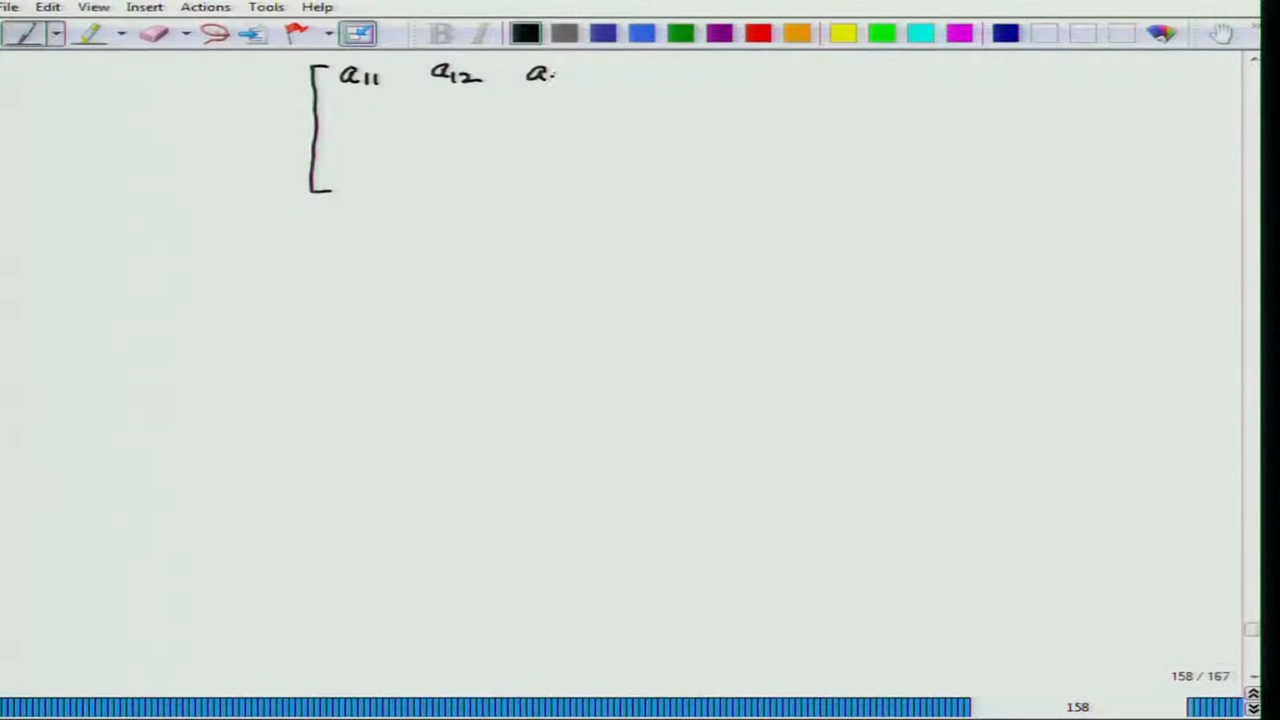 File Edit View Insert Actions Tools Help
B I
a11 a12 a
158 / 167
158